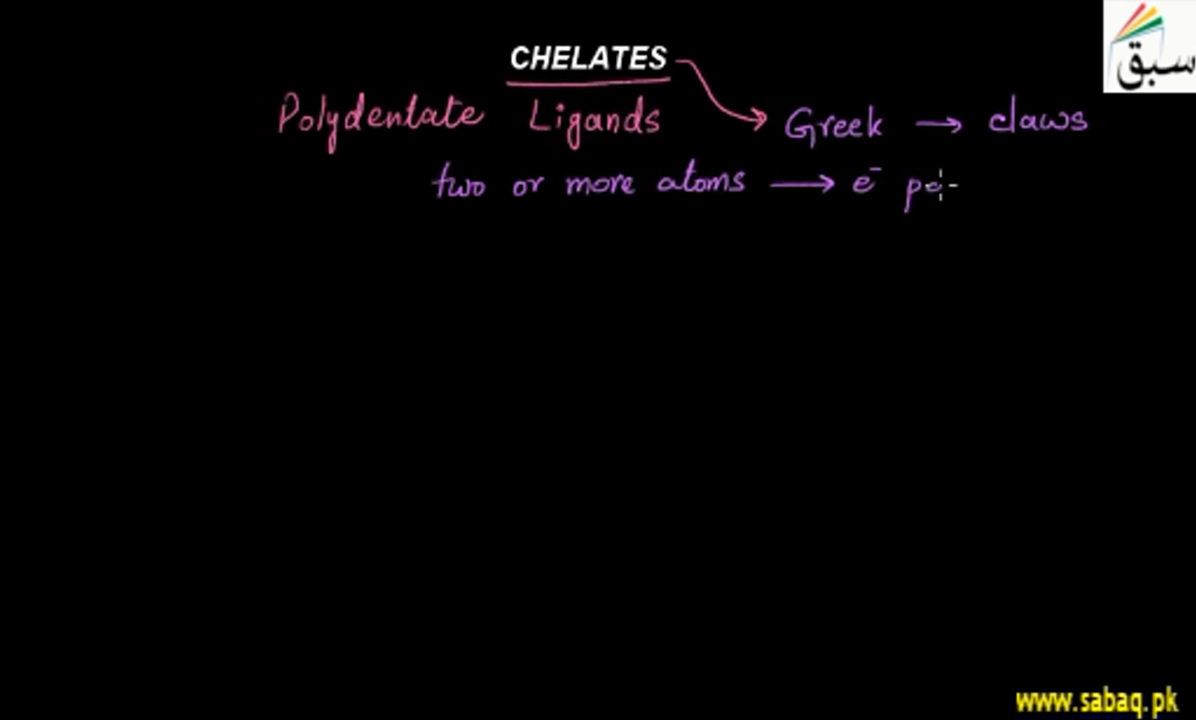 سبق
CHELATES
Polydentate Ligands → Greek → claws
two or more atoms → e⁻
www.sabaq.pk